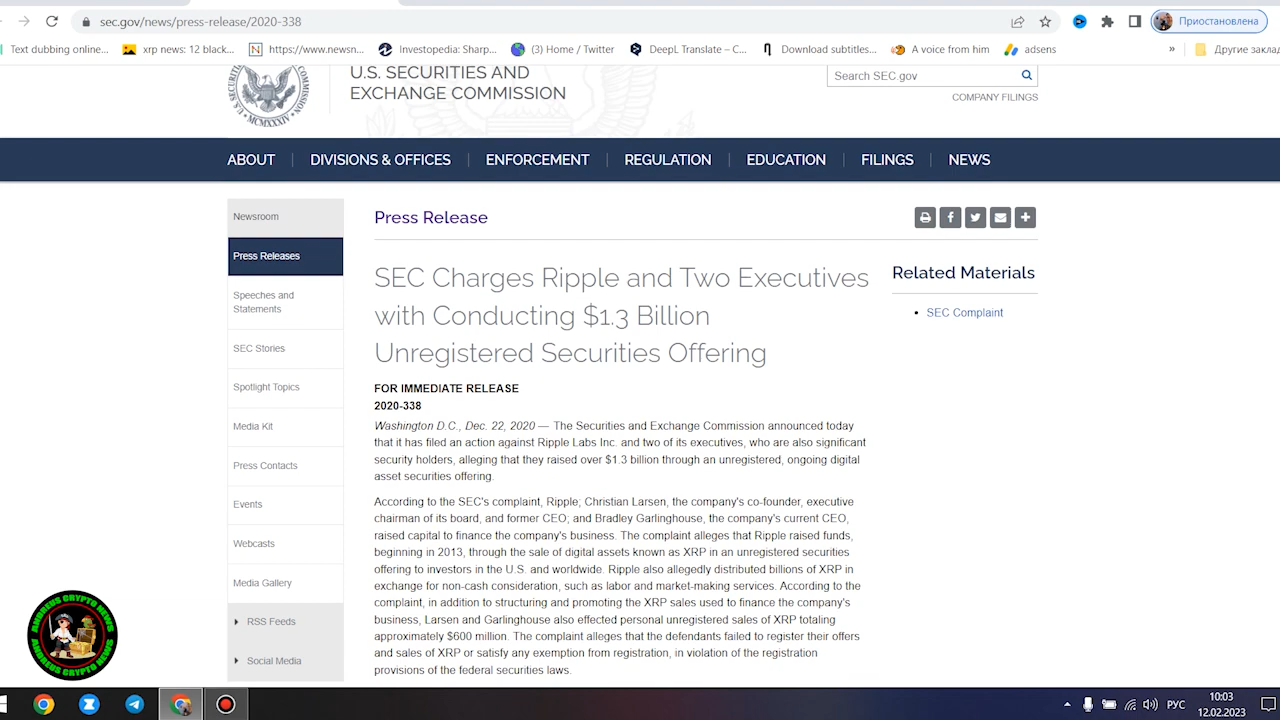 sec.gov/news/press-release/2020-338
Приостановлена
Text dubbing online...
xrp news: 12 black...
https://www.newsn...
Investopedia: Sharp...
(3) Home / Twitter
DeepL Translate – C...
Download subtitles...
A voice from him
adsens
»
Другие заклад
U.S. SECURITIES AND
EXCHANGE COMMISSION
MCMXXXIV
Search SEC.gov
COMPANY FILINGS
ABOUT
DIVISIONS & OFFICES
ENFORCEMENT
REGULATION
EDUCATION
FILINGS
NEWS
Newsroom
Press Releases
Speeches and
Statements
SEC Stories
Spotlight Topics
Media Kit
Press Contacts
Events
Webcasts
Media Gallery
RSS Feeds
Social Media
Press Release
SEC Charges Ripple and Two Executives
with Conducting $1.3 Billion
Unregistered Securities Offering
FOR IMMEDIATE RELEASE
2020-338
Washington D.C., Dec. 22, 2020 — The Securities and Exchange Commission announced today
that it has filed an action against Ripple Labs Inc. and two of its executives, who are also significant
security holders, alleging that they raised over $1.3 billion through an unregistered, ongoing digital
asset securities offering.
According to the SEC's complaint, Ripple; Christian Larsen, the company's co-founder, executive
chairman of its board, and former CEO; and Bradley Garlinghouse, the company's current CEO,
raised capital to finance the company's business. The complaint alleges that Ripple raised funds,
beginning in 2013, through the sale of digital assets known as XRP in an unregistered securities
offering to investors in the U.S. and worldwide. Ripple also allegedly distributed billions of XRP in
exchange for non-cash consideration, such as labor and market-making services. According to the
complaint, in addition to structuring and promoting the XRP sales used to finance the company's
business, Larsen and Garlinghouse also effected personal unregistered sales of XRP totaling
approximately $600 million. The complaint alleges that the defendants failed to register their offers
and sales of XRP or satisfy any exemption from registration, in violation of the registration
provisions of the federal securities laws.
Related Materials
• SEC Complaint
ANDREUS CRYPTO NEWS
ANDREUS CRYPTO NEWS
РУС
10:03
12.02.2023